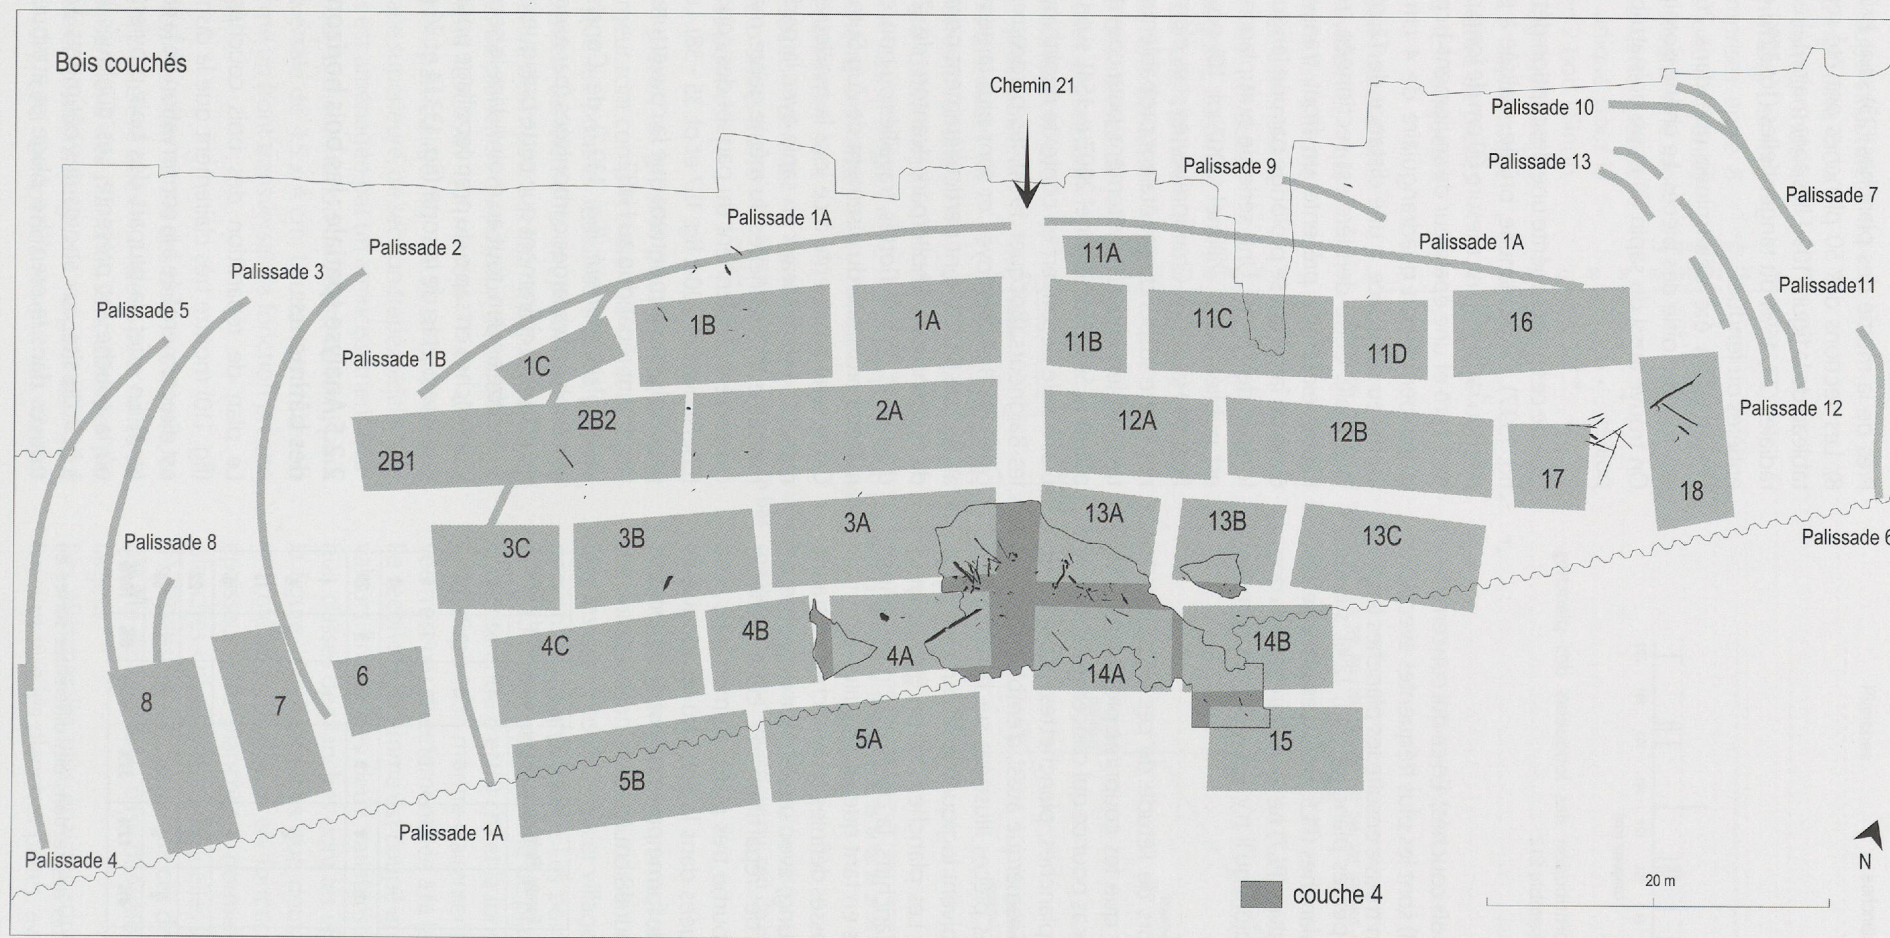 Bois couchés
Chemin 21
Palissade 10
Palissade 13
Palissade 9
Palissade 7
Palissade 1A
Palissade 2
Palissade 1A
Palissade 3
11A
Palissade11
Palissade 5
1B
1A
11B
11C
11D
16
Palissade 1B
1C
Palissade 12
2B2
2A
12A
12B
2B1
17
18
3A
13A
13B
13C
3B
3C
Palissade 8
Palissade 6
4C
4B
4A
14A
14B
8
7
6
5A
15
5B
Palissade 1A
Palissade 4
N
20 m
couche 4